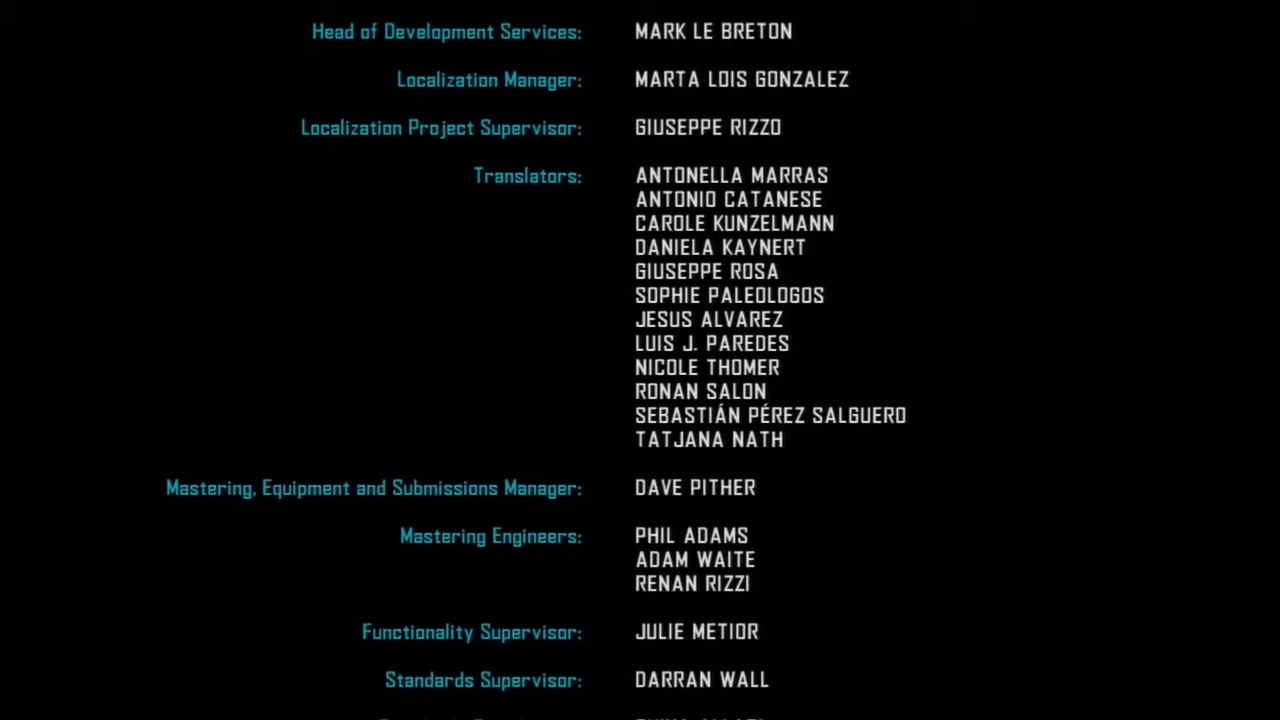 Head of Development Services: MARK LE BRETON
Localization Manager: MARTA LOIS GONZALEZ
Localization Project Supervisor: GIUSEPPE RIZZO
Translators: ANTONELLA MARRAS
ANTONIO CATANESE
CAROLE KUNZELMANN
DANIELA KAYNERT
GIUSEPPE ROSA
SOPHIE PALEOLOGOS
JESUS ALVAREZ
LUIS J. PAREDES
NICOLE THOMER
RONAN SALON
SEBASTIÁN PÉREZ SALGUERO
TATJANA NATH
Mastering, Equipment and Submissions Manager: DAVE PITHER
Mastering Engineers: PHIL ADAMS
ADAM WAITE
RENAN RIZZI
Functionality Supervisor: JULIE METIOR
Standards Supervisor: DARRAN WALL